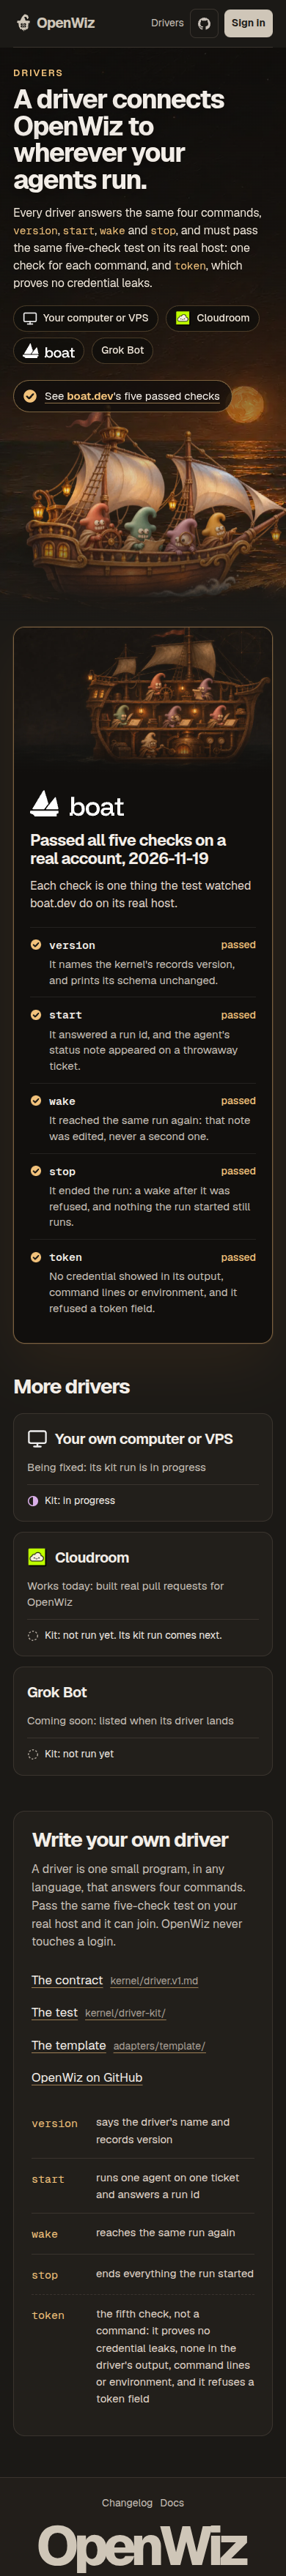 OpenWiz
Drivers
Sign in
DRIVERS
A driver connects
OpenWiz to
wherever your
agents run.
Every driver answers the same four commands,
version, start, wake and stop, and must pass
the same five-check test on its real host: one
check for each command, and token, which
proves no credential leaks.
Your computer or VPS
Cloudroom
boat
Grok Bot
See boat.dev's five passed checks
boat
Passed all five checks on a
real account, 2026-11-19
Each check is one thing the test watched
boat.dev do on its real host.
version passed
It names the kernel's records version,
and prints its schema unchanged.
start passed
It answered a run id, and the agent's
status note appeared on a throwaway
ticket.
wake passed
It reached the same run again: that note
was edited, never a second one.
stop passed
It ended the run: a wake after it was
refused, and nothing the run started still
runs.
token passed
No credential showed in its output,
command lines or environment, and it
refused a token field.
More drivers
Your own computer or VPS
Being fixed: its kit run is in progress
Kit: in progress
Cloudroom
Works today: built real pull requests for
OpenWiz
Kit: not run yet. Its kit run comes next.
Grok Bot
Coming soon: listed when its driver lands
Kit: not run yet
Write your own driver
A driver is one small program, in any
language, that answers four commands.
Pass the same five-check test on your
real host and it can join. OpenWiz never
touches a login.
The contract kernel/driver.v1.md
The test kernel/driver-kit/
The template adapters/template/
OpenWiz on GitHub
version says the driver's name and
records version
start runs one agent on one ticket
and answers a run id
wake reaches the same run again
stop ends everything the run started
token the fifth check, not a
command: it proves no
credential leaks, none in the
driver's output, command lines
or environment, and it refuses a
token field
Changelog Docs
OpenWiz